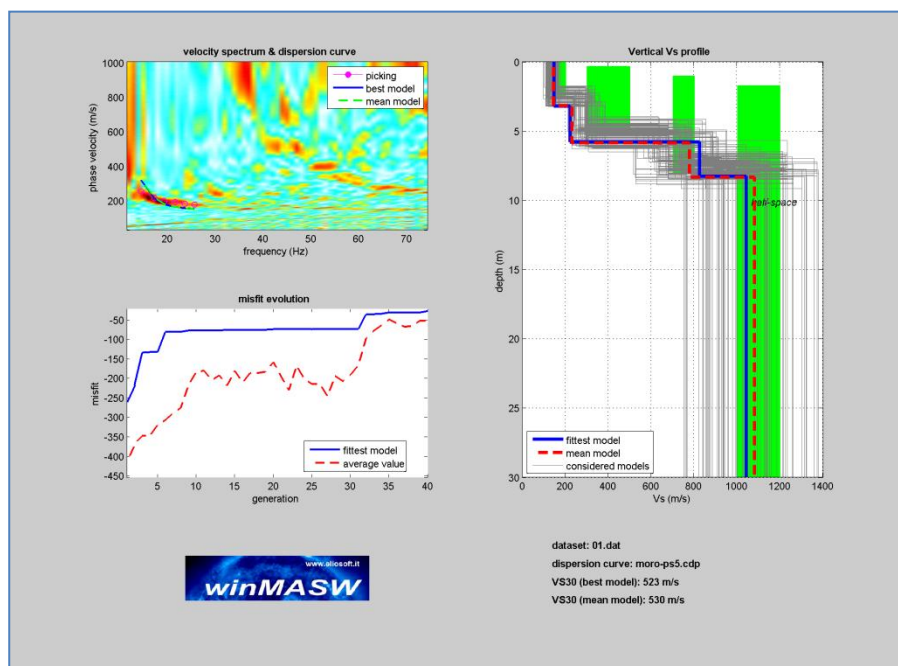 velocity spectrum & dispersion curve
1000
800
600
400
200
phase velocity (m/s)
picking
best model
mean model
20 30 40 50 60 70
frequency (Hz)
misfit evolution
-50
-100
-150
-200
-250
-300
-350
-400
-450
misfit
fittest model
average value
5 10 15 20 25 30 35 40
generation
www.eliosoft.it
winMASW
Vertical Vs profile
0
5
10
15
20
25
30
depth (m)
half-space
fittest model
mean model
considered models
0 200 400 600 800 1000 1200 1400
Vs (m/s)
dataset: 01.dat
dispersion curve: moro-ps5.cdp
VS30 (best model): 523 m/s
VS30 (mean model): 530 m/s